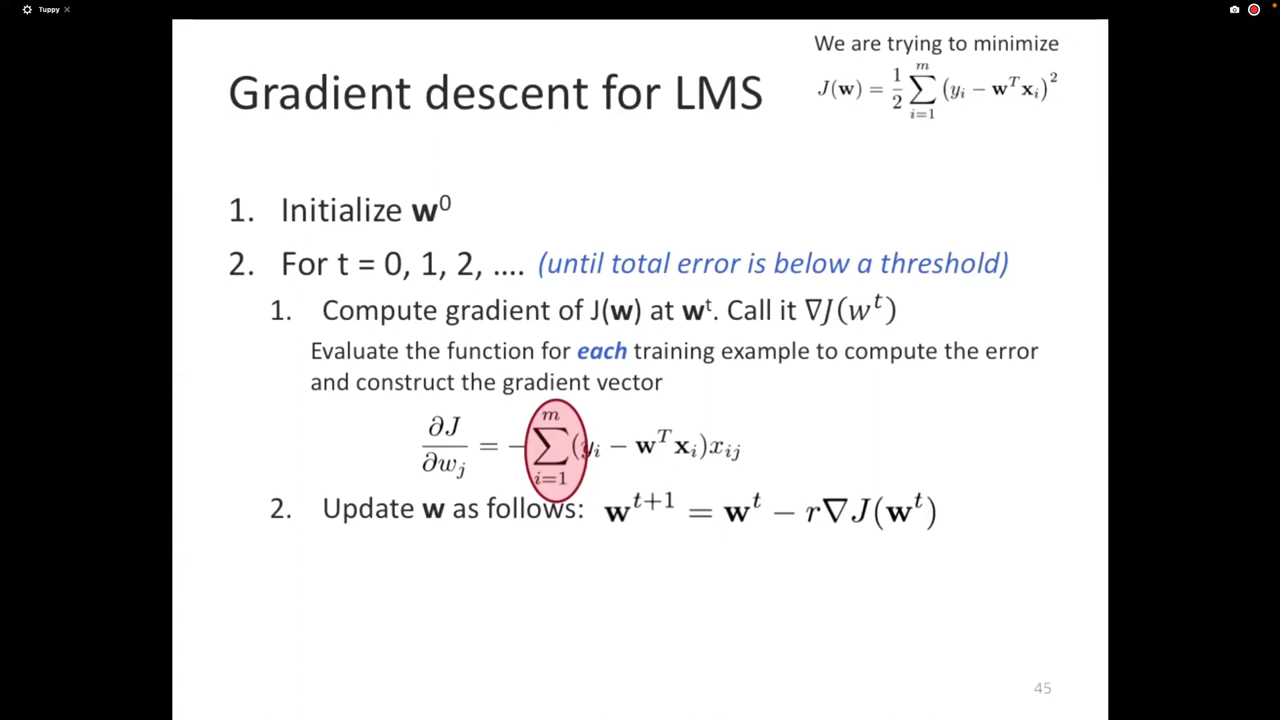 Tuppy ×
We are trying to minimize
Gradient descent for LMS
J(w) = 1/2 ∑_{i=1}^{m} (y_i − w^T x_i)^2
1. Initialize w^0
2. For t = 0, 1, 2, .... (until total error is below a threshold)
1. Compute gradient of J(w) at w^t. Call it ∇J(w^t)
Evaluate the function for each training example to compute the error
and construct the gradient vector
∂J/∂w_j = −∑_{i=1}^{m} (y_i − w^T x_i)x_{ij}
2. Update w as follows: w^{t+1} = w^t − r∇J(w^t)
45